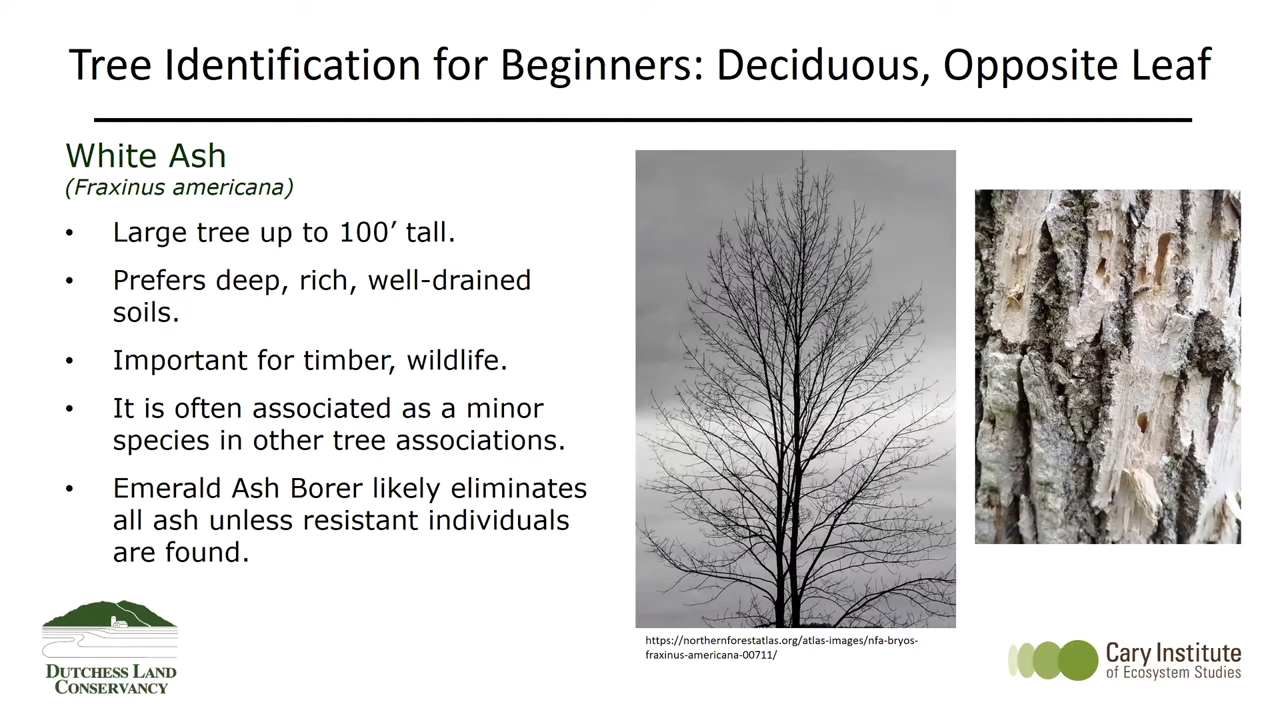 Tree Identification for Beginners: Deciduous, Opposite Leaf
White Ash
(Fraxinus americana)
• Large tree up to 100’ tall.
• Prefers deep, rich, well-drained
soils.
• Important for timber, wildlife.
• It is often associated as a minor
species in other tree associations.
• Emerald Ash Borer likely eliminates
all ash unless resistant individuals
are found.
https://northernforestatlas.org/atlas-images/nfa-bryos-
fraxinus-americana-00711/
DUTCHESS LAND
CONSERVANCY
Cary Institute
of Ecosystem Studies